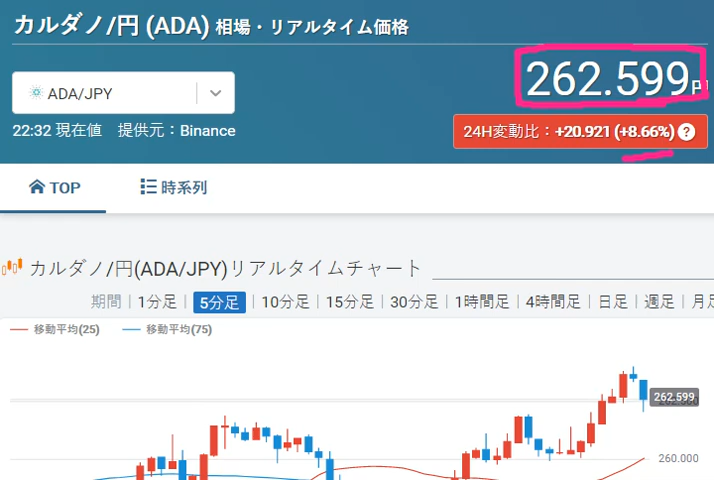 カルダノ/円 (ADA) 相場・リアルタイム価格
262.599円
ADA/JPY
22:32 現在値 提供元：Binance
24H変動比：+20.921 (+8.66%) ?
TOP
時系列
カルダノ/円(ADA/JPY)リアルタイムチャート
期間 | 1分足 | 5分足 | 10分足 | 15分足 | 30分足 | 1時間足 | 4時間足 | 日足 | 週足 | 月足
移動平均(25) 移動平均(75)
262.599
260.000